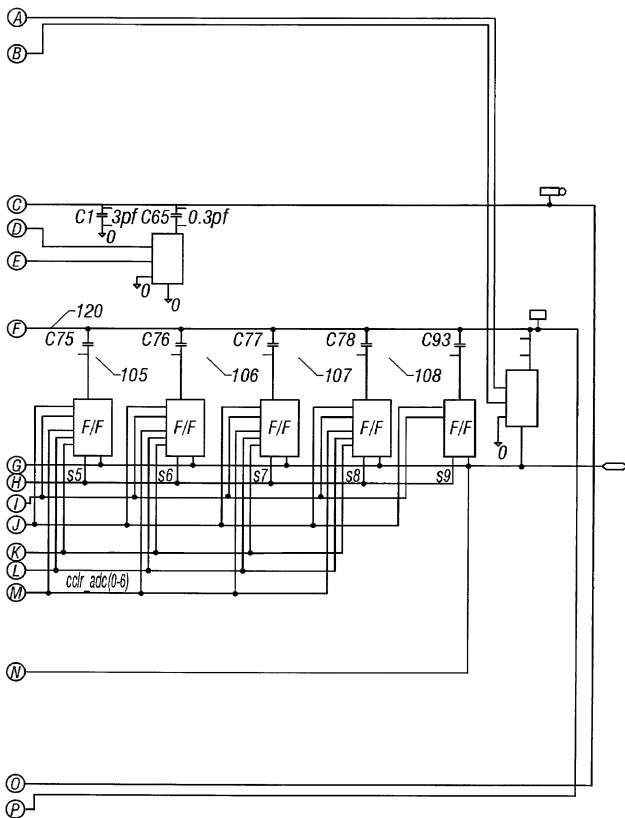 A
B
C
C1 3pf C65 0.3pf
D
0
E
0
0
120
F
C75 C76 C77 C78 C93
105 106 107 108
F/F F/F F/F F/F F/F
0
G
H
s5 s6 s7 s8 s9
I
J
K
L
cclr_adc(0-6)
M
N
O
P